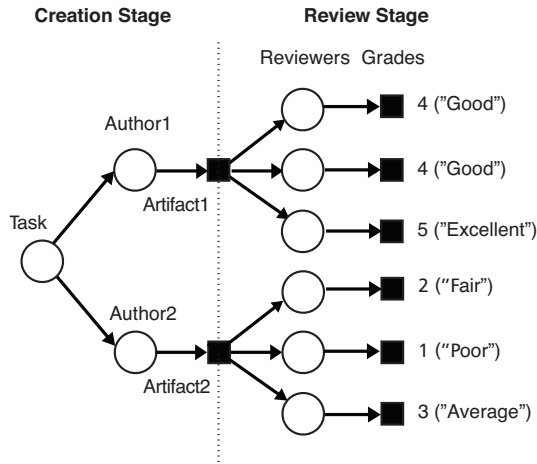 Creation Stage
Review Stage
Reviewers Grades
4 (”Good”)
Author1
4 (”Good”)
Artifact1
5 (”Excellent”)
Task
2 (”Fair”)
Author2
1 (”Poor”)
Artifact2
3 (”Average”)